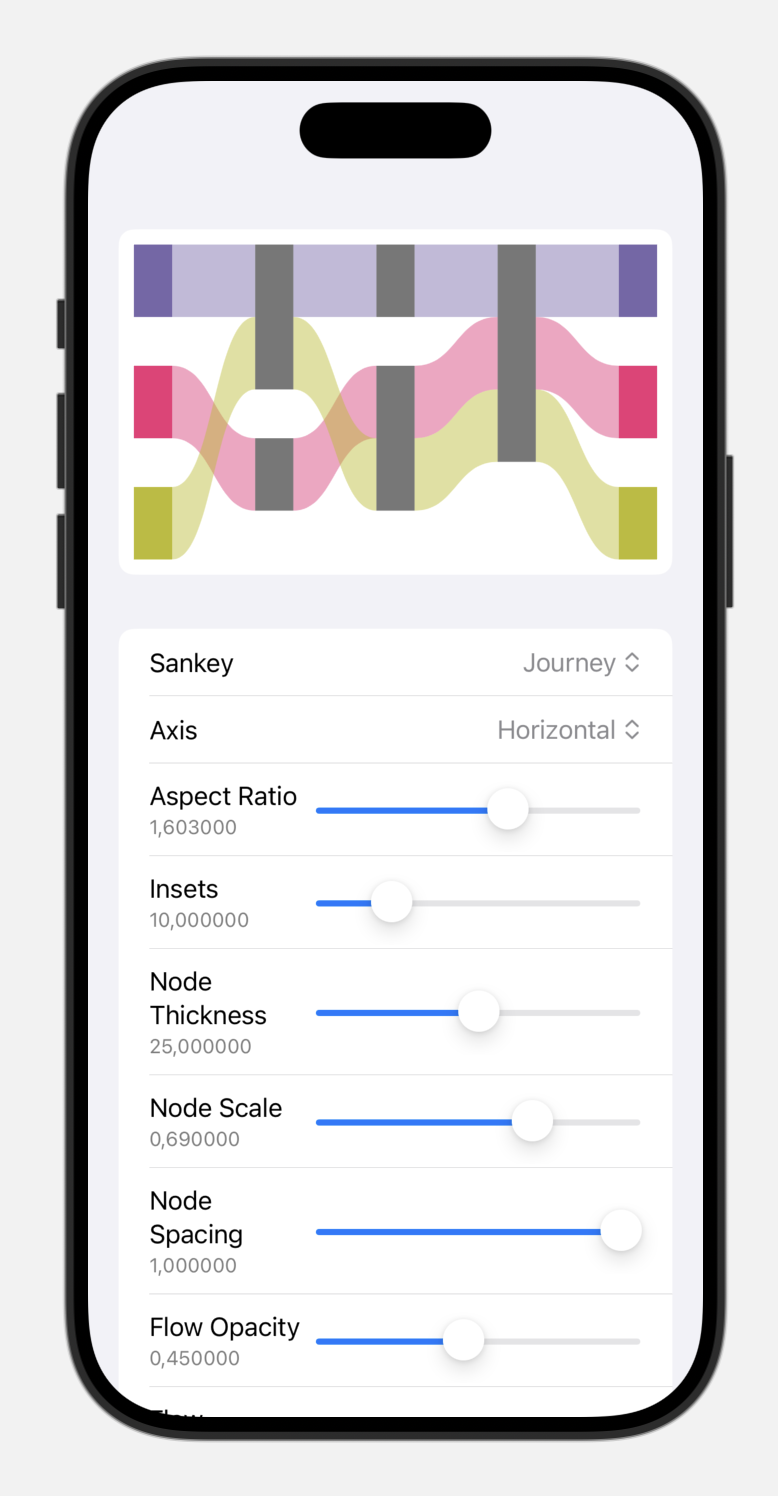 Sankey
Journey
Axis
Horizontal
Aspect Ratio
1,603000
Insets
10,000000
Node
Thickness
25,000000
Node Scale
0,690000
Node
Spacing
1,000000
Flow Opacity
0,450000
Flow